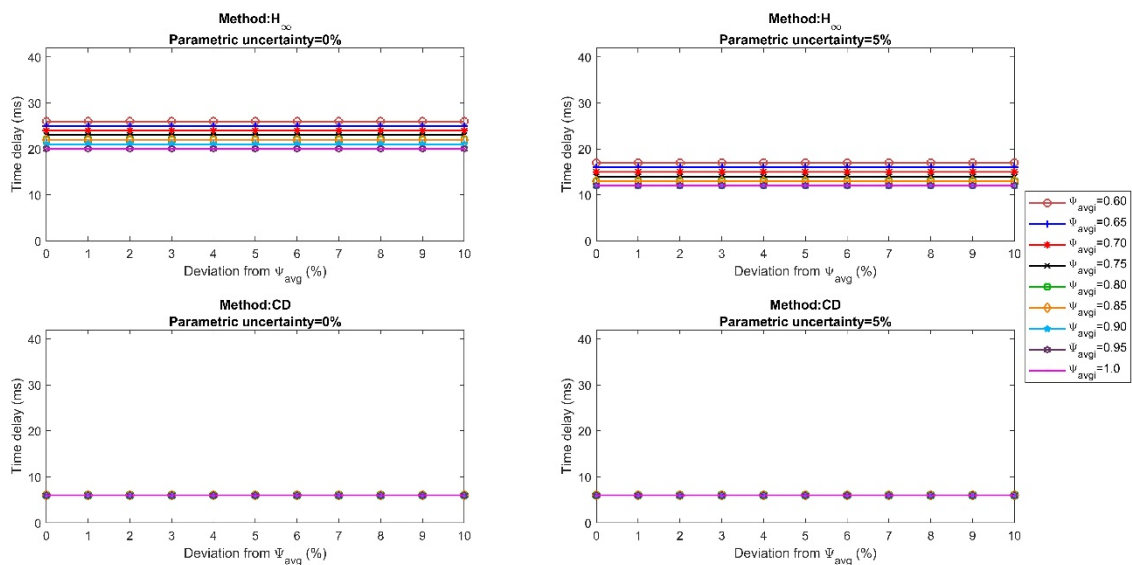 Method:H∞
Parametric uncertainty=0%
40
30
20
10
0
Time delay (ms)
0 1 2 3 4 5 6 7 8 9 10
Deviation from Ψavg (%)
Method:H∞
Parametric uncertainty=5%
40
30
20
10
0
Time delay (ms)
0 1 2 3 4 5 6 7 8 9 10
Deviation from Ψavg (%)
Ψavgi=0.60
Ψavgi=0.65
Ψavgi=0.70
Ψavgi=0.75
Ψavgi=0.80
Ψavgi=0.85
Ψavgi=0.90
Ψavgi=0.95
Ψavgi=1.0
Method:CD
Parametric uncertainty=0%
40
30
20
10
0
Time delay (ms)
0 1 2 3 4 5 6 7 8 9 10
Deviation from Ψavg (%)
Method:CD
Parametric uncertainty=5%
40
30
20
10
0
Time delay (ms)
0 1 2 3 4 5 6 7 8 9 10
Deviation from Ψavg (%)